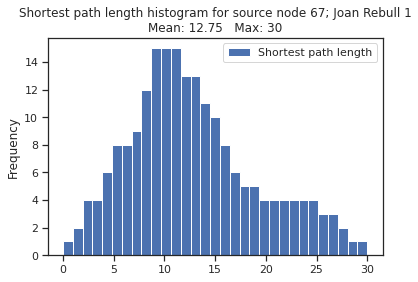 Shortest path length histogram for source node 67; Joan Rebull 1
Mean: 12.75   Max: 30
Shortest path length
Frequency
14
12
10
8
6
4
2
0
0 5 10 15 20 25 30